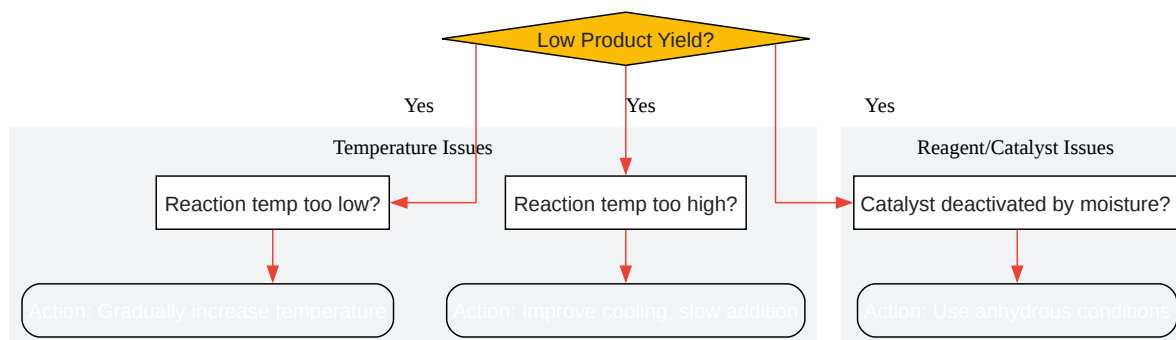 Low Product Yield?
Yes
Yes
Yes
Temperature Issues
Reagent/Catalyst Issues
Reaction temp too low?
Reaction temp too high?
Catalyst deactivated by moisture?
Action: Gradually increase temperature
Action: Improve cooling, slow addition
Action: Use anhydrous conditions